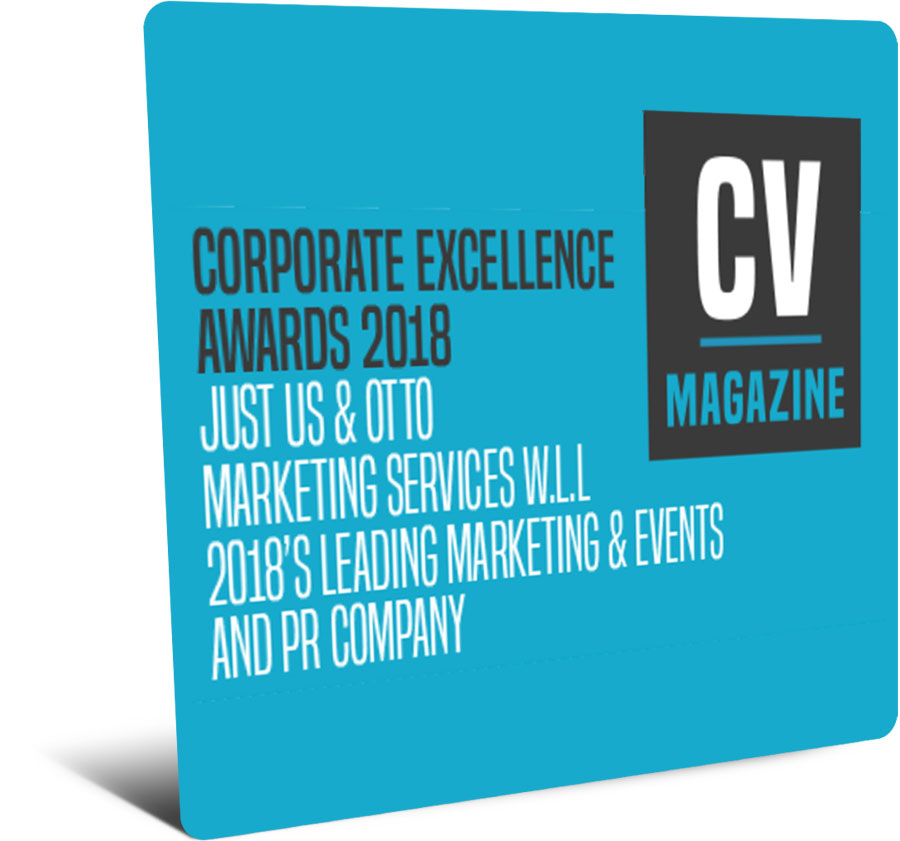 CORPORATE EXCELLENCE
AWARDS 2018
JUST US & OTTO
MARKETING SERVICES W.L.L
2018'S LEADING MARKETING & EVENTS
AND PR COMPANY
CV
MAGAZINE